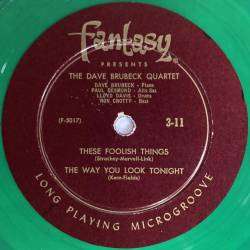 fantasy
PRESENTS
THE DAVE BRUBECK QUARTET
DAVE BRUBECK - Piano
PAUL DESMOND - Alto Sax
LLOYD DAVIS - Drums
RON CROTTY - Bass
(F-5017) 3-11
THESE FOOLISH THINGS
(Strachey-Marvell-Link)
THE WAY YOU LOOK TONIGHT
(Kern-Fields)
LONG PLAYING MICROGROOVE